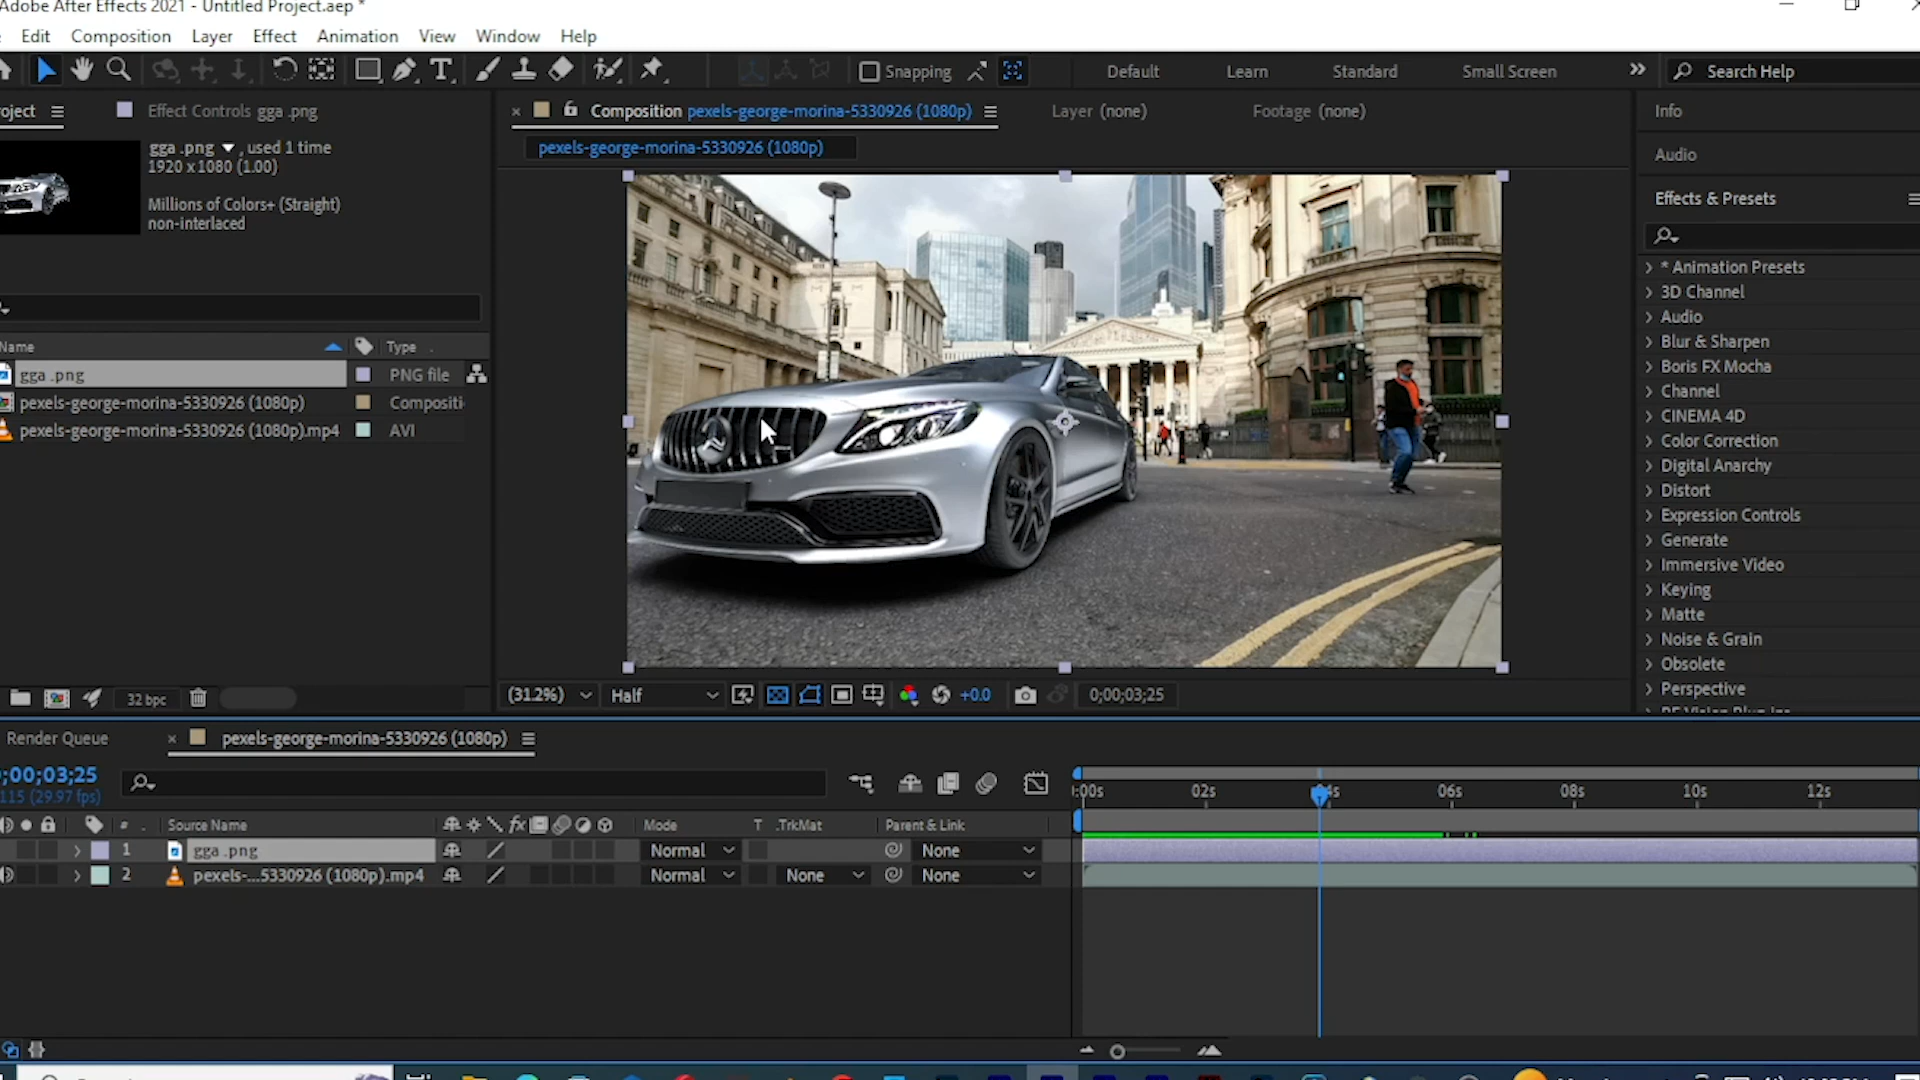 Adobe After Effects 2021 - Untitled Project.aep *
Edit Composition Layer Effect Animation View Window Help
Snapping Default Learn Standard Small Screen Search Help
oject Effect Controls gga .png Composition pexels-george-morina-5330926 (1080p) Layer (none) Footage (none) Info
gga .png , used 1 time
1920 x 1080 (1.00)
Millions of Colors+ (Straight)
non-interlaced
pexels-george-morina-5330926 (1080p)
Name Type
gga .png PNG file
pexels-george-morina-5330926 (1080p) Compositi
pexels-george-morina-5330926 (1080p).mp4 AVI
32 bpc
(31.2%) Half +0.0 0;00;03;25
Audio
Effects & Presets
* Animation Presets
3D Channel
Audio
Blur & Sharpen
Boris FX Mocha
Channel
CINEMA 4D
Color Correction
Digital Anarchy
Distort
Expression Controls
Generate
Immersive Video
Keying
Matte
Noise & Grain
Obsolete
Perspective
Render Queue pexels-george-morina-5330926 (1080p)
;00;03;25
115 (29.97 fps)
:00s 02s 4s 06s 08s 10s 12s
# Source Name fx Mode T .TrkMat Parent & Link
1 gga .png Normal None
2 pexels-...5330926 (1080p).mp4 Normal None None